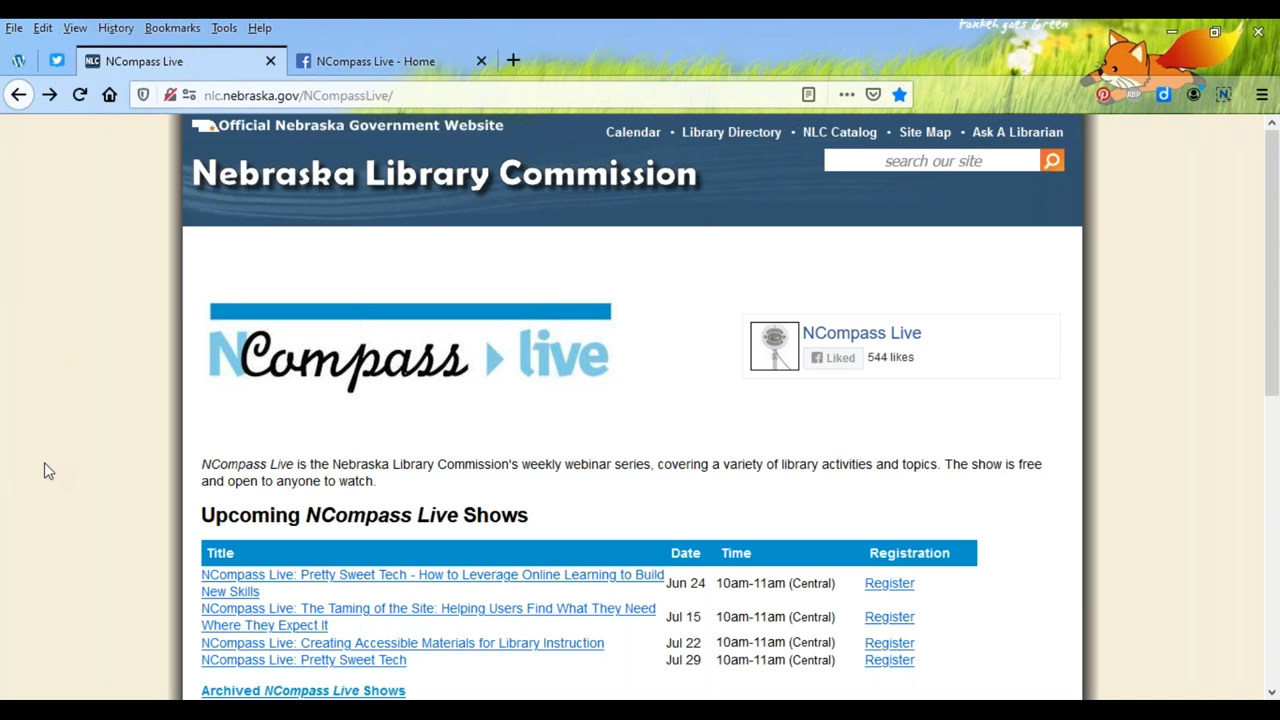 Foxkeh goes Green
File Edit View History Bookmarks Tools Help
NLC NCompass Live
NCompass Live - Home
nlc.nebraska.gov/NCompassLive/
ABP
Official Nebraska Government Website
Calendar • Library Directory • NLC Catalog • Site Map • Ask A Librarian
Nebraska Library Commission
search our site
NCompass live
NCompass Live
Liked 544 likes
NCompass Live is the Nebraska Library Commission's weekly webinar series, covering a variety of library activities and topics. The show is free
and open to anyone to watch.
Upcoming NCompass Live Shows
Title Date Time Registration
NCompass Live: Pretty Sweet Tech - How to Leverage Online Learning to Build
New Skills
Jun 24 10am-11am (Central) Register
NCompass Live: The Taming of the Site: Helping Users Find What They Need
Where They Expect It
Jul 15 10am-11am (Central) Register
NCompass Live: Creating Accessible Materials for Library Instruction Jul 22 10am-11am (Central) Register
NCompass Live: Pretty Sweet Tech Jul 29 10am-11am (Central) Register
Archived NCompass Live Shows